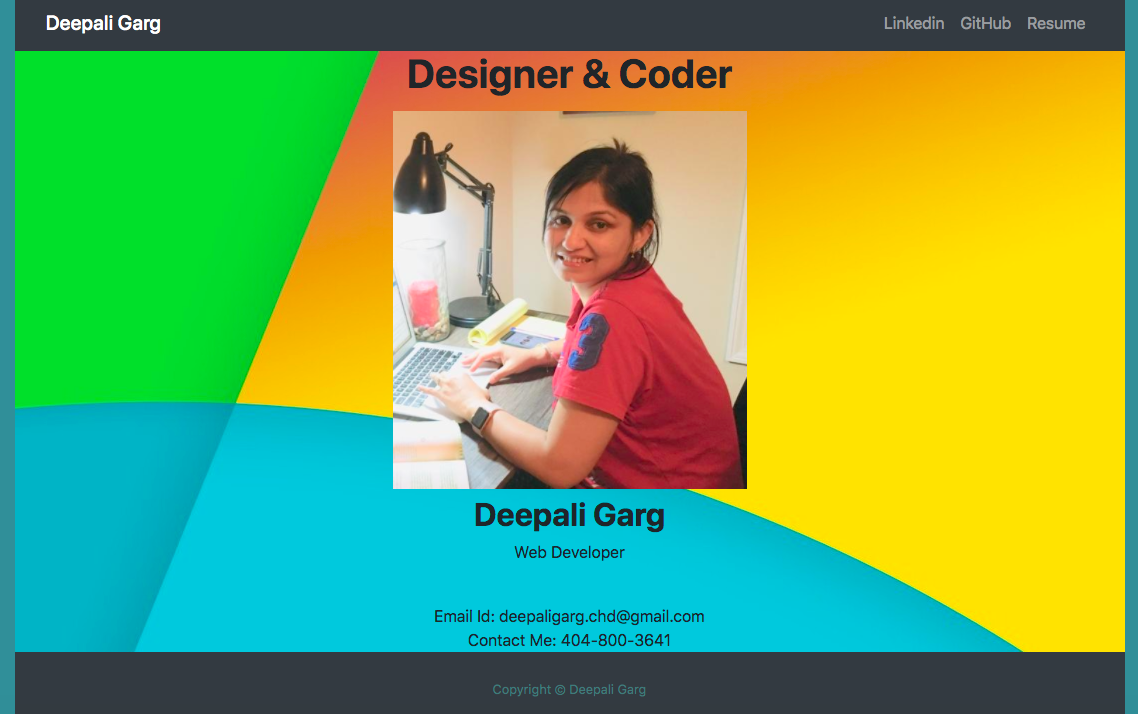 Deepali Garg
Linkedin GitHub Resume
Designer & Coder
Deepali Garg
Web Developer
Email Id: deepaligarg.chd@gmail.com
Contact Me: 404-800-3641
Copyright © Deepali Garg